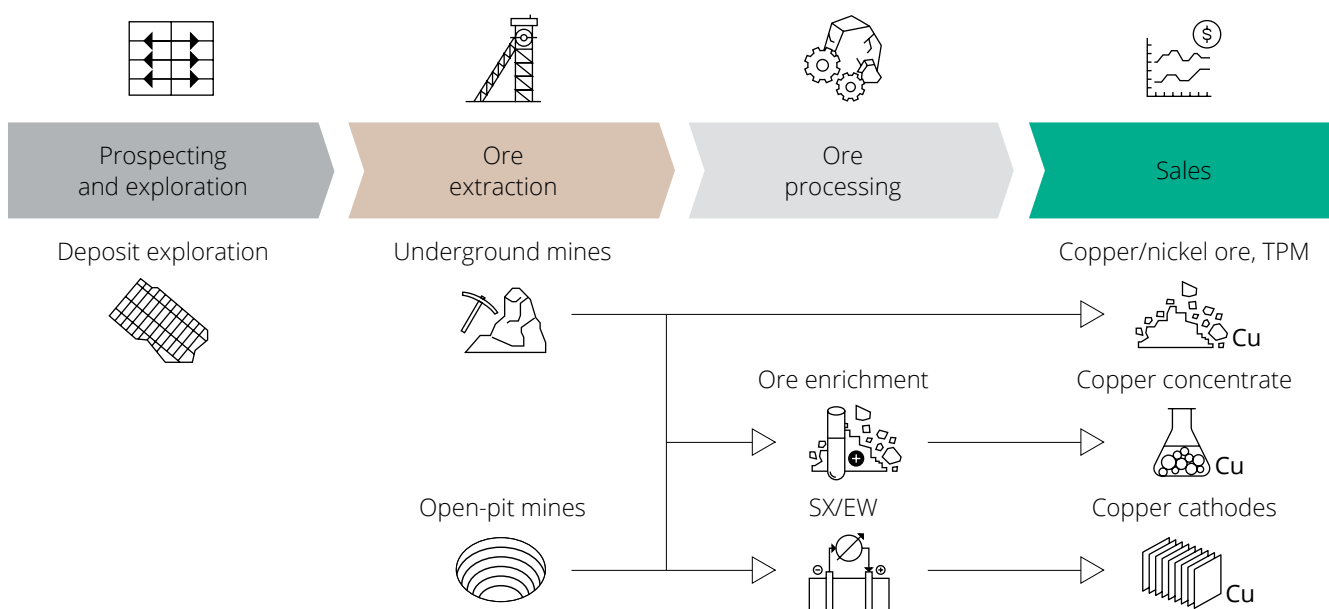 $
Prospecting
and exploration
Ore
extraction
Ore
processing
Sales
Deposit exploration
Underground mines
Copper/nickel ore, TPM
Cu
Ore enrichment
Copper concentrate
+
Cu
Open-pit mines
SX/EW
Copper cathodes
− +
Cu